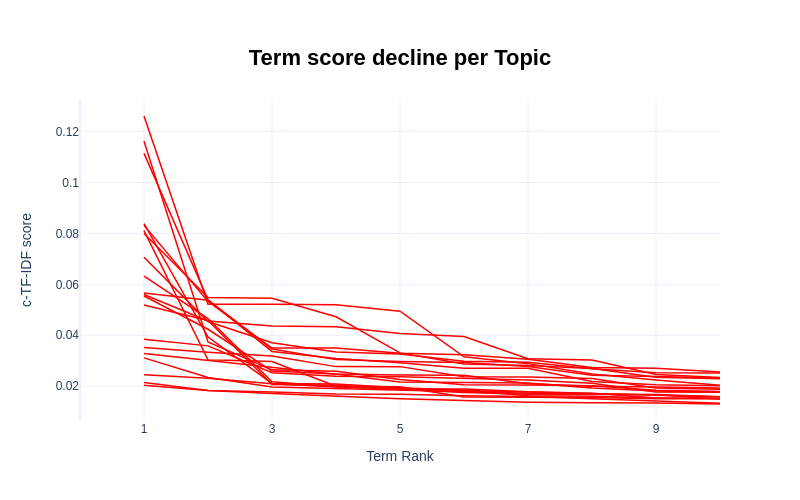 Term score decline per Topic
0.12
0.1
0.08
0.06
0.04
0.02
c-TF-IDF score
1 3 5 7 9
Term Rank